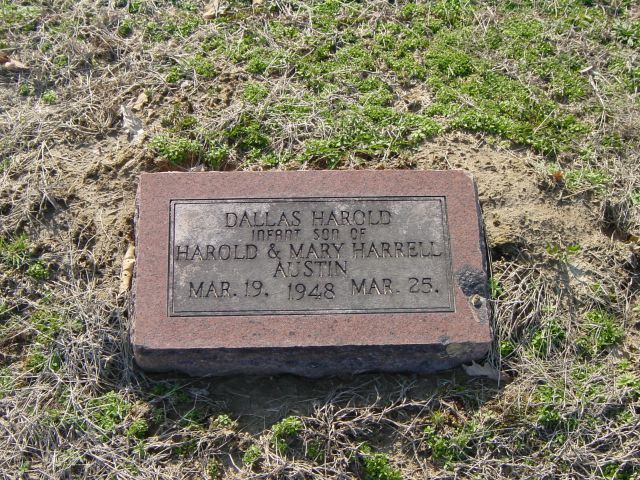 DALLAS HAROLD
INFANT SON OF
HAROLD & MARY HARRELL
AUSTIN
MAR. 19. 1948 MAR. 25.